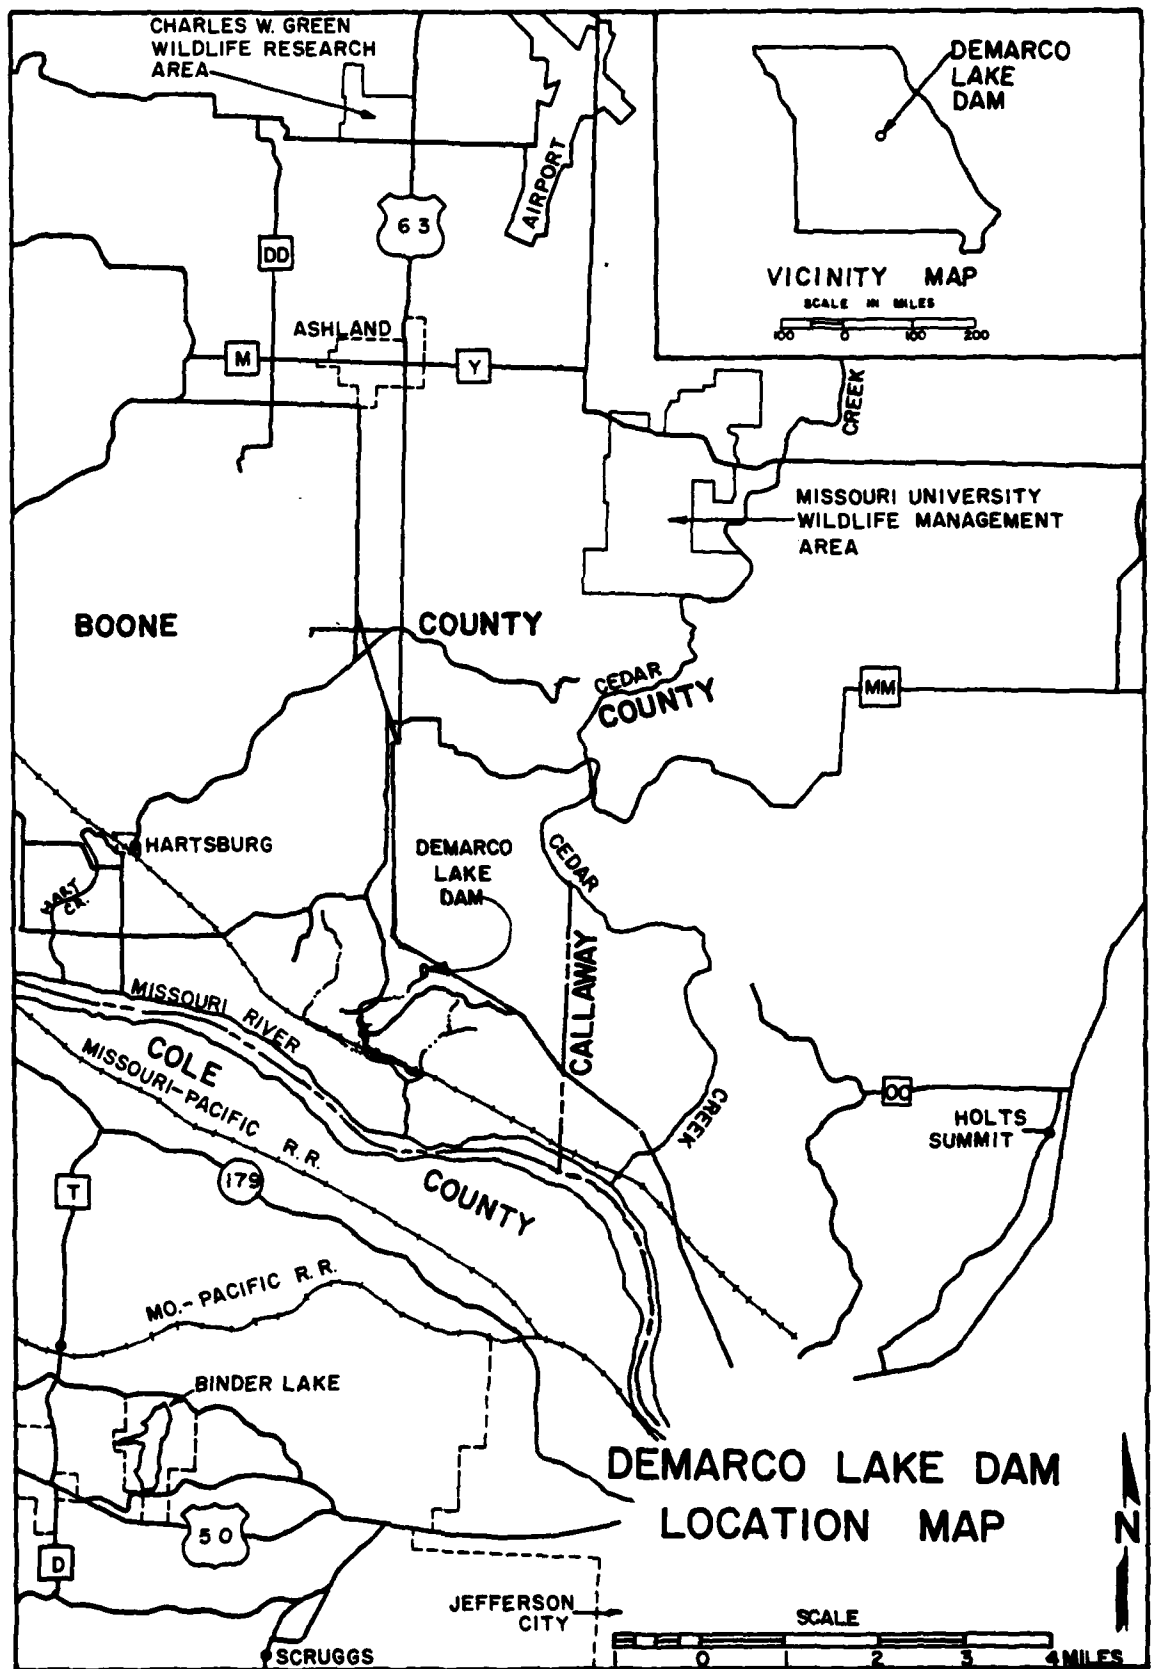 CHARLES W. GREEN
WILDLIFE RESEARCH
AREA
DEMARCO
LAKE
DAM
AIRPORT
63
DD
VICINITY MAP
SCALE IN MILES
100 0 100 200
ASHLAND
M
Y
CREEK
MISSOURI UNIVERSITY
WILDLIFE MANAGEMENT
AREA
BOONE COUNTY
CEDAR
COUNTY
MM
HARTSBURG
DEMARCO
LAKE
DAM
CEDAR
HART
CR.
CALLAWAY
MISSOURI RIVER
COLE
MISSOURI-PACIFIC R.R.
CREEK
OO
HOLTS
SUMMIT
T
179
COUNTY
MO.-PACIFIC R.R.
BINDER LAKE
DEMARCO LAKE DAM
LOCATION MAP
N
50
D
JEFFERSON
CITY
SCALE
0 2 3 4 MILES
SCRUGGS